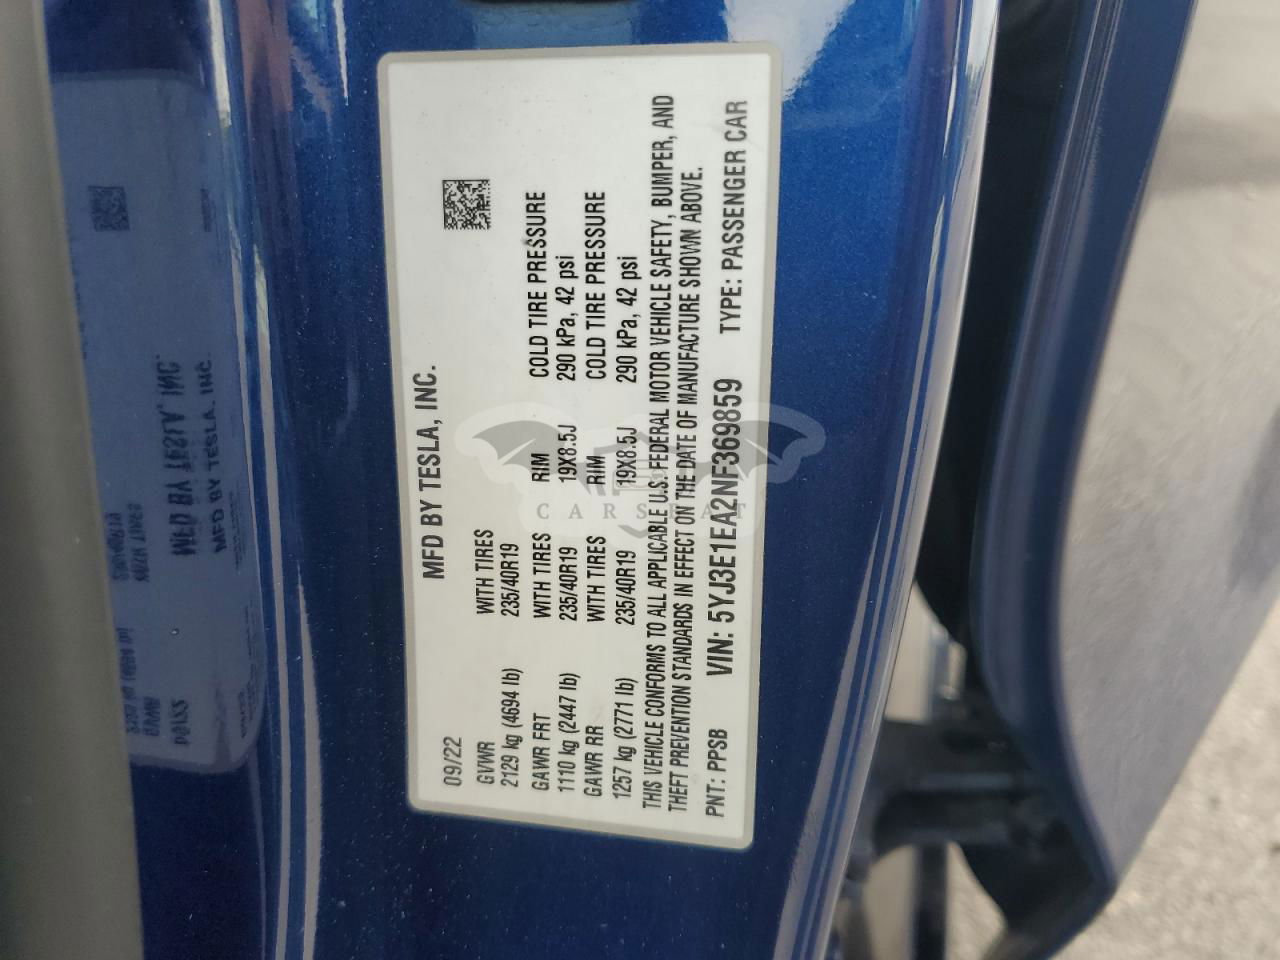 MFD BY TESLA, INC.
09/22
GVWR WITH TIRES
2129 kg (4694 lb) 235/40R19
GAWR FRT WITH TIRES RIM COLD TIRE PRESSURE
1110 kg (2447 lb) 235/40R19 19X8.5J 290 kPa, 42 psi
GAWR RR WITH TIRES RIM COLD TIRE PRESSURE
1257 kg (2771 lb) 235/40R19 19X8.5J 290 kPa, 42 psi
THIS VEHICLE CONFORMS TO ALL APPLICABLE U.S. FEDERAL MOTOR VEHICLE SAFETY, BUMPER, AND
THEFT PREVENTION STANDARDS IN EFFECT ON THE DATE OF MANUFACTURE SHOWN ABOVE.
PNT: PPSB VIN: 5YJ3E1EA2NF369859 TYPE: PASSENGER CAR
MFD BY TESLA, INC.